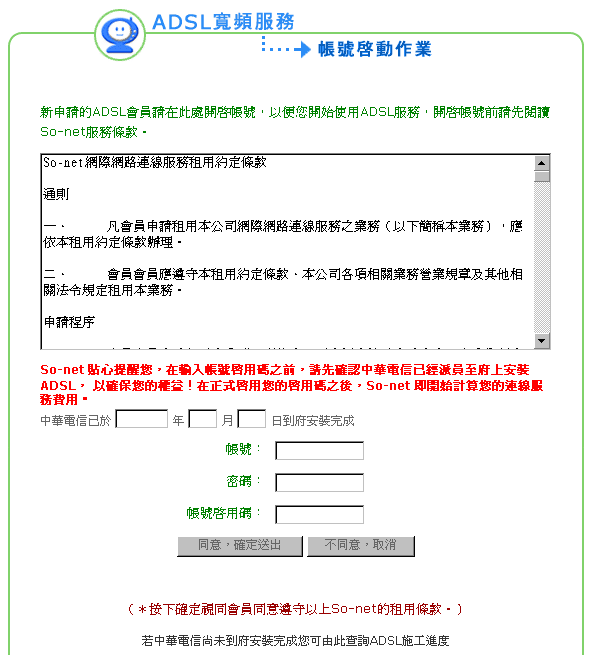 ADSL寬頻服務
帳號啓動作業
新申請的ADSL會員請在此處開啓帳號，以便您開始使用ADSL服務，開啓帳號前請先閱讀
So-net服務條款。
So-net網際網路連線服務租用約定條款
通則
一、　　凡會員申請租用本公司網際網路連線服務之業務（以下簡稱本業務），應
依本租用約定條款辦理。
二、　　會員會員應遵守本租用約定條款、本公司各項相關業務營業規章及其他相
關法令規定租用本業務。
申請程序
So-net 貼心提醒您，在輸入帳號啓用碼之前，請先確認中華電信已經派員至府上安裝
ADSL， 以確保您的權益！在正式啓用您的啓用碼之後，So-net 即開始計算您的連線服
務費用。
中華電信已於 年 月 日到府安裝完成
帳號：
密碼：
帳號啓用碼：
同意，確定送出 不同意，取消
（＊按下確定視同會員同意遵守以上So-net的租用條款。）
若中華電信尚未到府安裝完成您可由此查詢ADSL施工進度